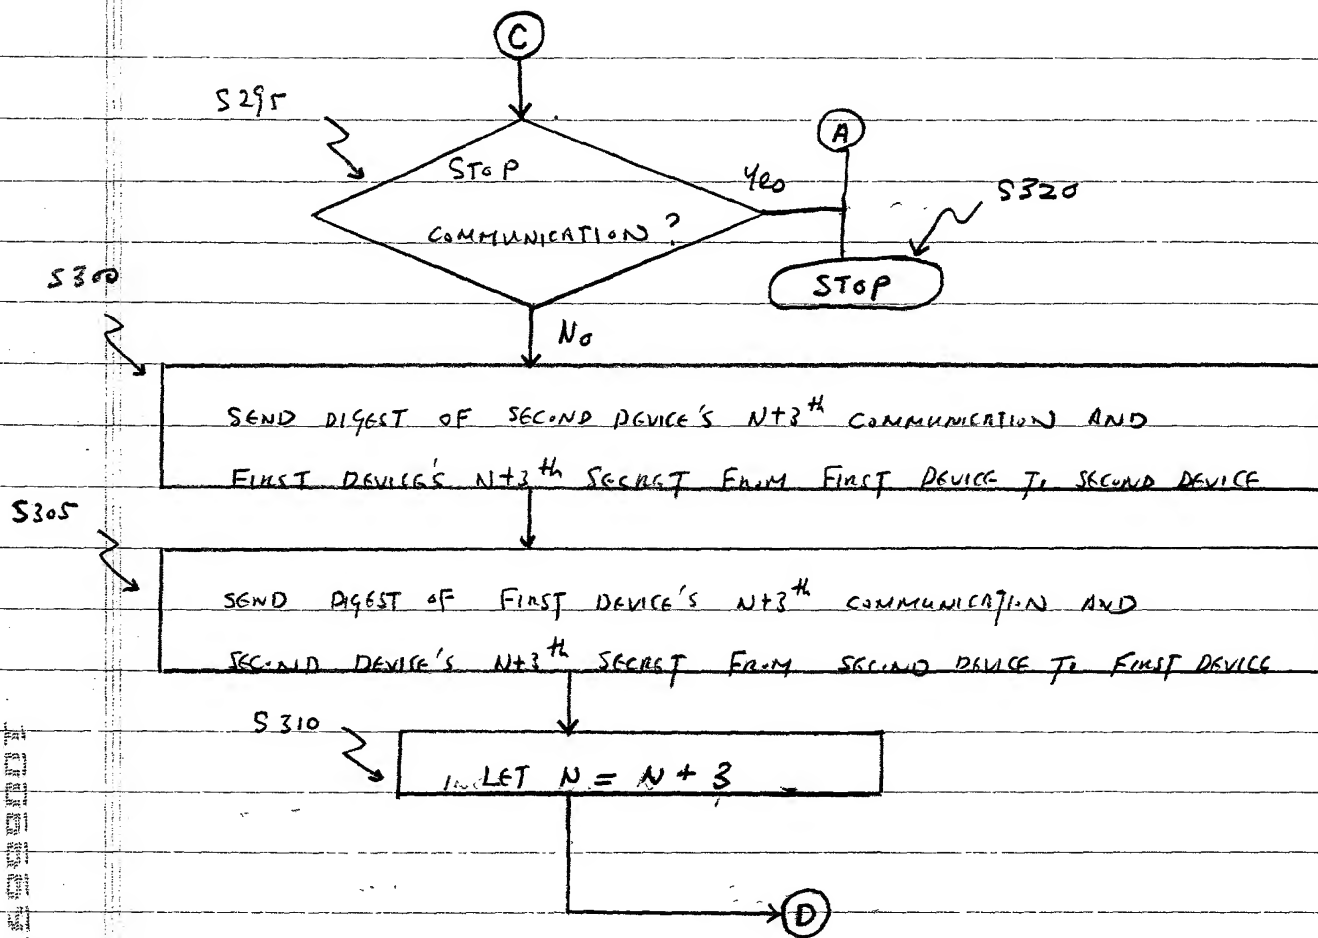 C
S295
A
STOP
Yes
S320
COMMUNICATION?
S300
STOP
No
SEND DIGEST OF SECOND DEVICE'S N+3th COMMUNICATION AND
FIRST DEVICE'S N+3th SECRET FROM FIRST DEVICE TO SECOND DEVICE
S305
SEND DIGEST OF FIRST DEVICE'S N+3th COMMUNICATION AND
SECOND DEVICE'S N+3th SECRET FROM SECOND DEVICE TO FIRST DEVICE
S310
LET N = N + 3
D